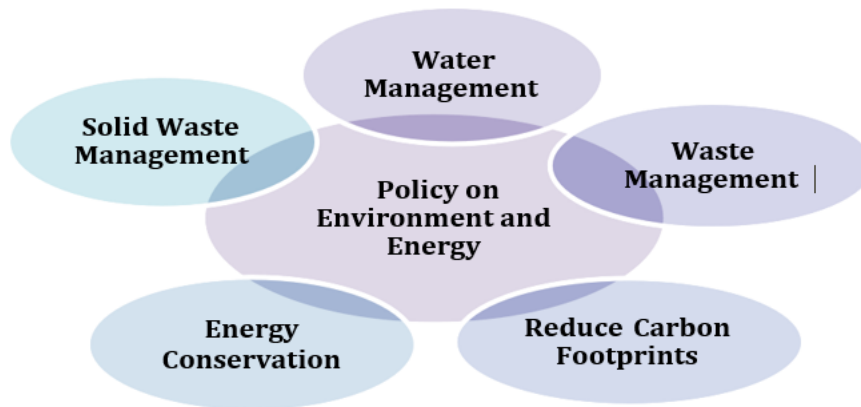 Water
Management
Solid Waste
Management
Waste
Management
Policy on
Environment and
Energy
Energy
Conservation
Reduce Carbon
Footprints